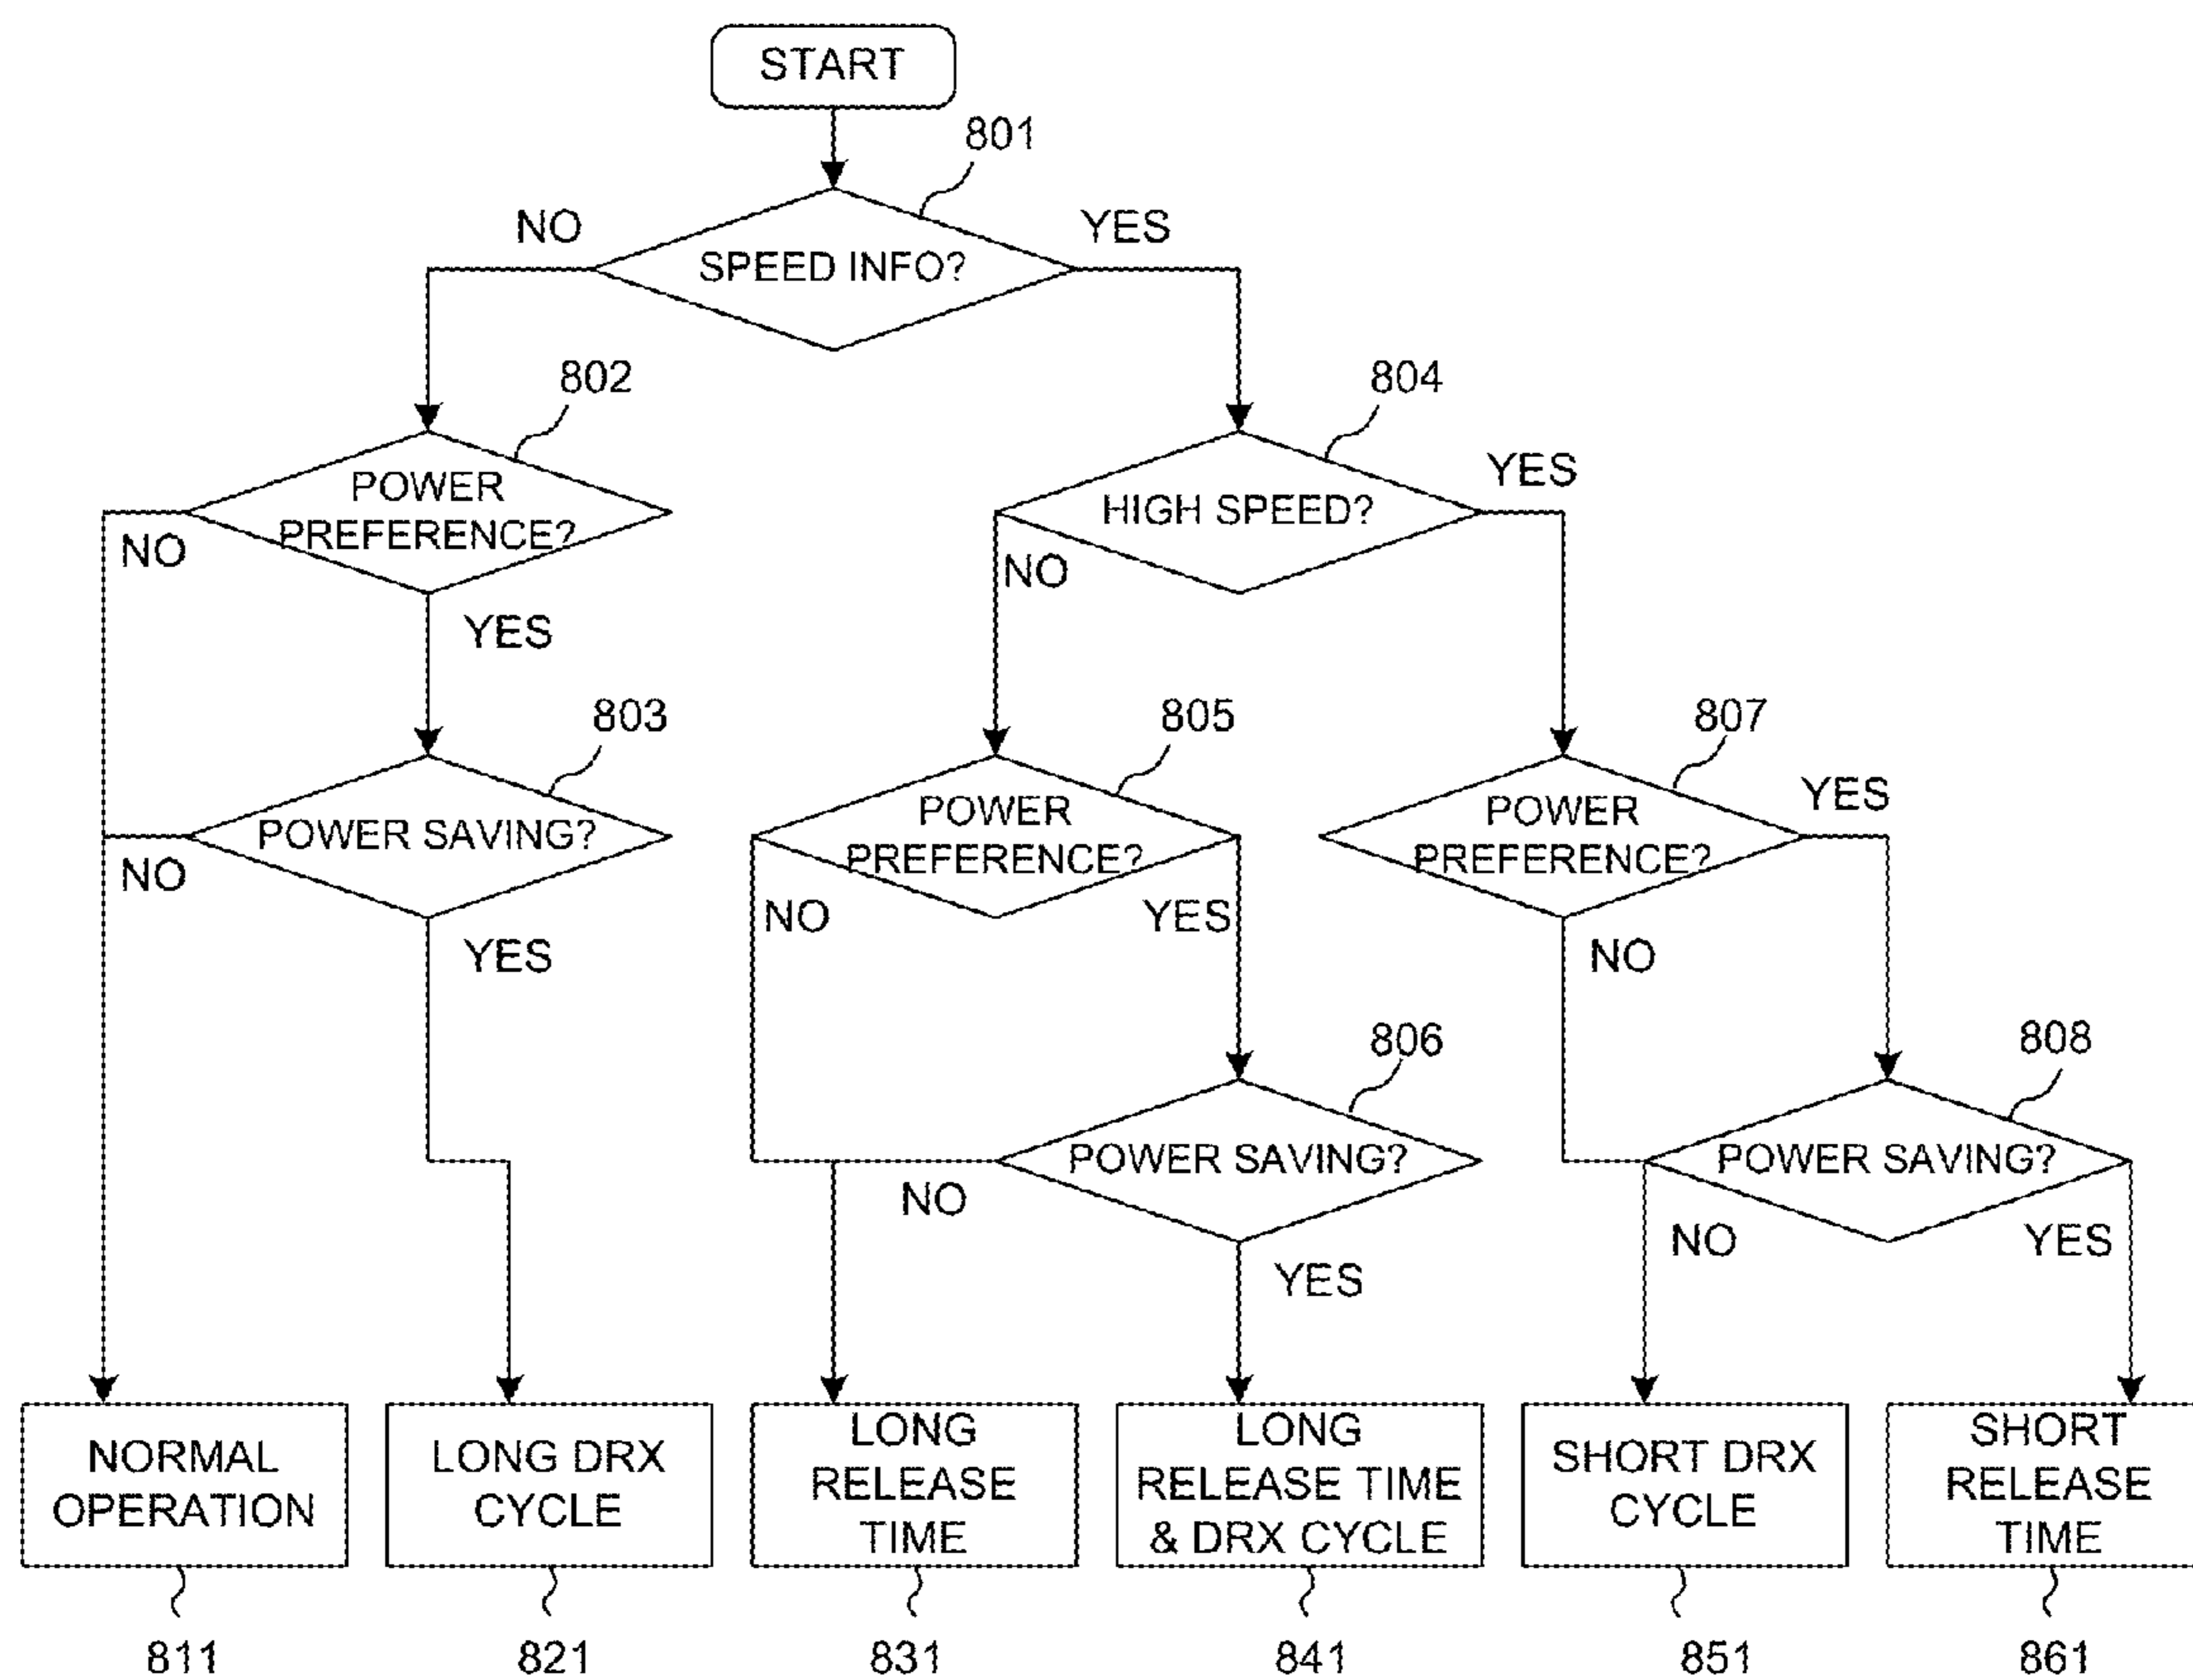 START
801
NO
YES
SPEED INFO?
802
804
POWER
PREFERENCE?
NO
YES
HIGH SPEED?
YES
NO
803
805
807
POWER SAVING?
NO
YES
POWER
PREFERENCE?
NO
YES
POWER
PREFERENCE?
YES
NO
806
808
POWER SAVING?
NO
YES
POWER SAVING?
NO
YES
NORMAL
OPERATION
LONG DRX
CYCLE
LONG
RELEASE
TIME
LONG
RELEASE TIME
& DRX CYCLE
SHORT DRX
CYCLE
SHORT
RELEASE
TIME
811
821
831
841
851
861